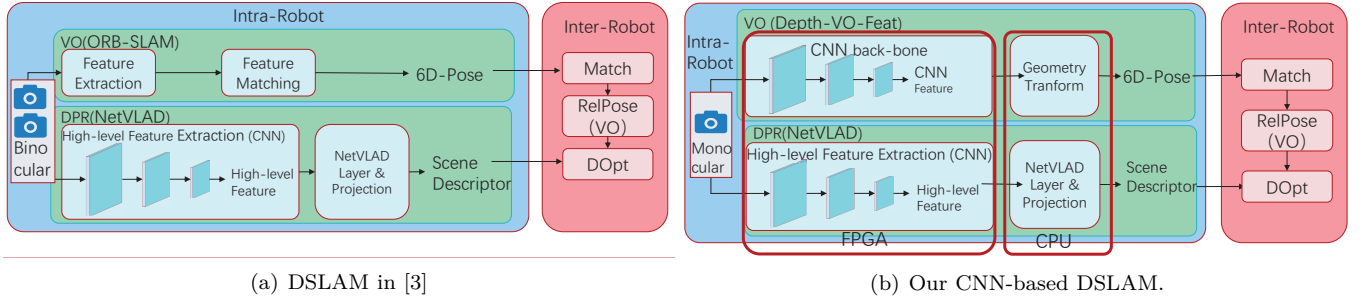 Intra-Robot
VO(ORB-SLAM)
Feature
Extraction
Feature
Matching
6D-Pose
Bino
cular
DPR(NetVLAD)
High-level Feature Extraction (CNN)
High-level
Feature
NetVLAD
Layer &
Projection
Scene
Descriptor
Inter-Robot
Match
RelPose
(VO)
DOpt
(a) DSLAM in [3]
Intra-
Robot
VO (Depth-VO-Feat)
CNN back-bone
CNN
Feature
Geometry
Tranform
6D-Pose
Mono
cular
DPR(NetVLAD)
High-level Feature Extraction (CNN)
High-level
Feature
NetVLAD
Layer &
Projection
Scene
Descriptor
FPGA
CPU
Inter-Robot
Match
RelPose
(VO)
DOpt
(b) Our CNN-based DSLAM.